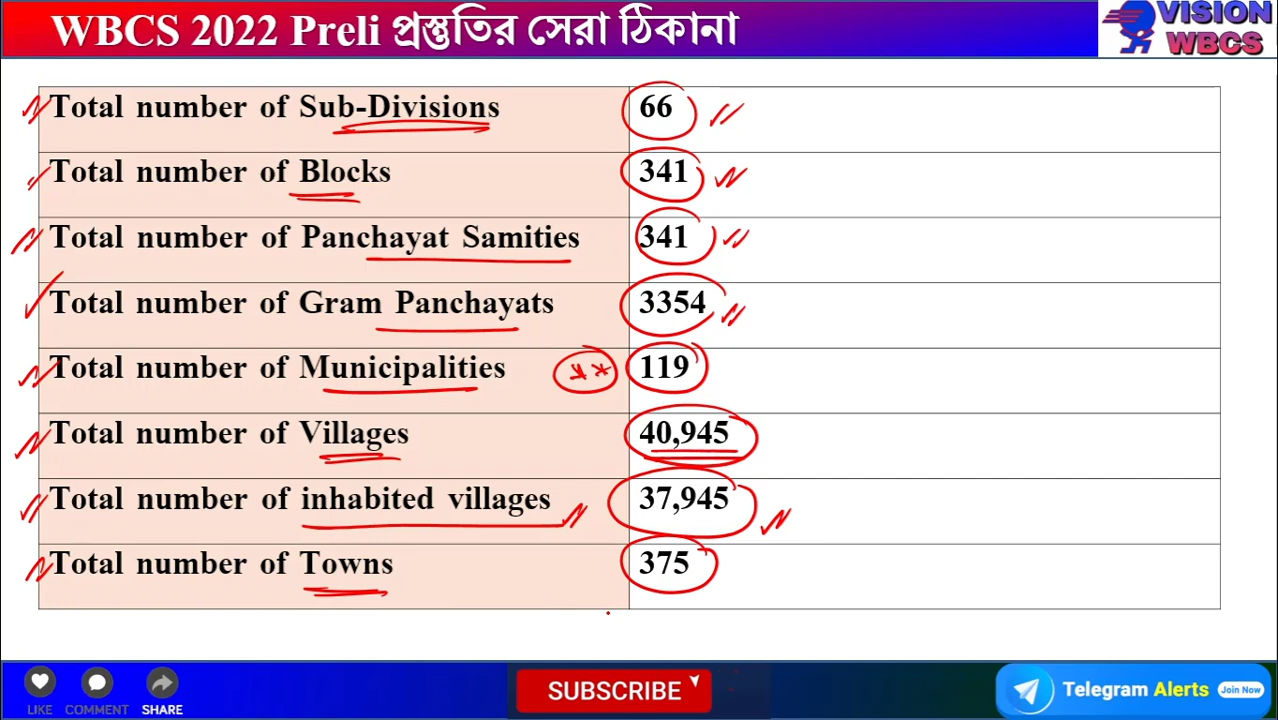 WBCS 2022 Preli প্রস্তুতির সেরা ঠিকানা
VISION
WBCS
Total number of Sub-Divisions 66
Total number of Blocks 341
Total number of Panchayat Samities 341
Total number of Gram Panchayats 3354
Total number of Municipalities ** 119
Total number of Villages 40,945
Total number of inhabited villages 37,945
Total number of Towns 375
LIKE COMMENT SHARE SUBSCRIBE Telegram Alerts Join Now